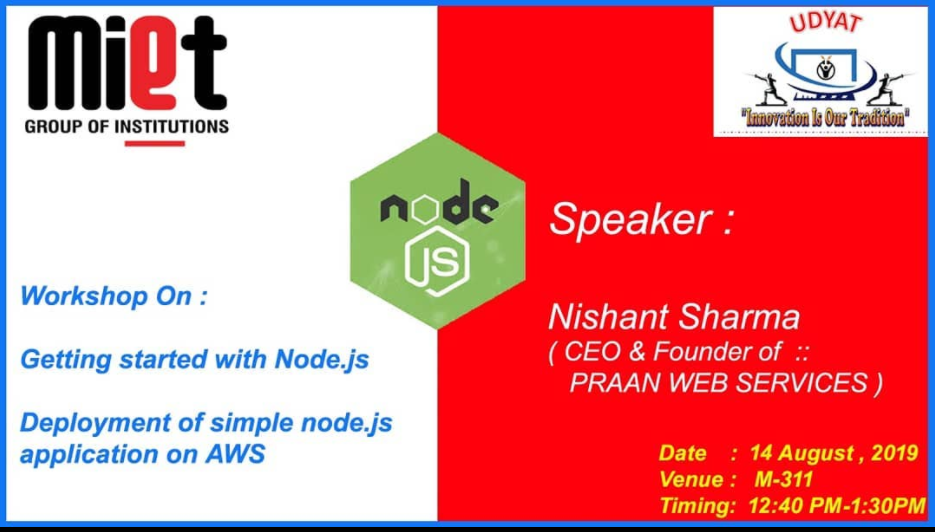 miet
GROUP OF INSTITUTIONS
UDYAT
"Innovation Is Our Tradition"
node
JS
Workshop On :
Getting started with Node.js
Deployment of simple node.js
application on AWS
Speaker :
Nishant Sharma
( CEO & Founder of ::
PRAAN WEB SERVICES )
Date : 14 August , 2019
Venue : M-311
Timing: 12:40 PM-1:30PM